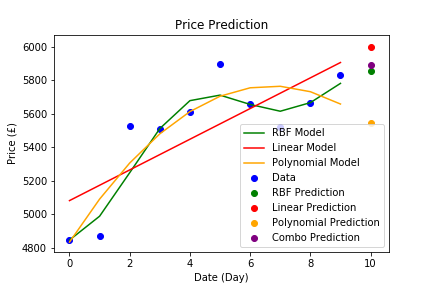 Price Prediction
6000
5800
5600
5400
5200
5000
4800
Price (£)
RBF Model
Linear Model
Polynomial Model
Data
RBF Prediction
Linear Prediction
Polynomial Prediction
Combo Prediction
0
2
4
6
8
10
Date (Day)